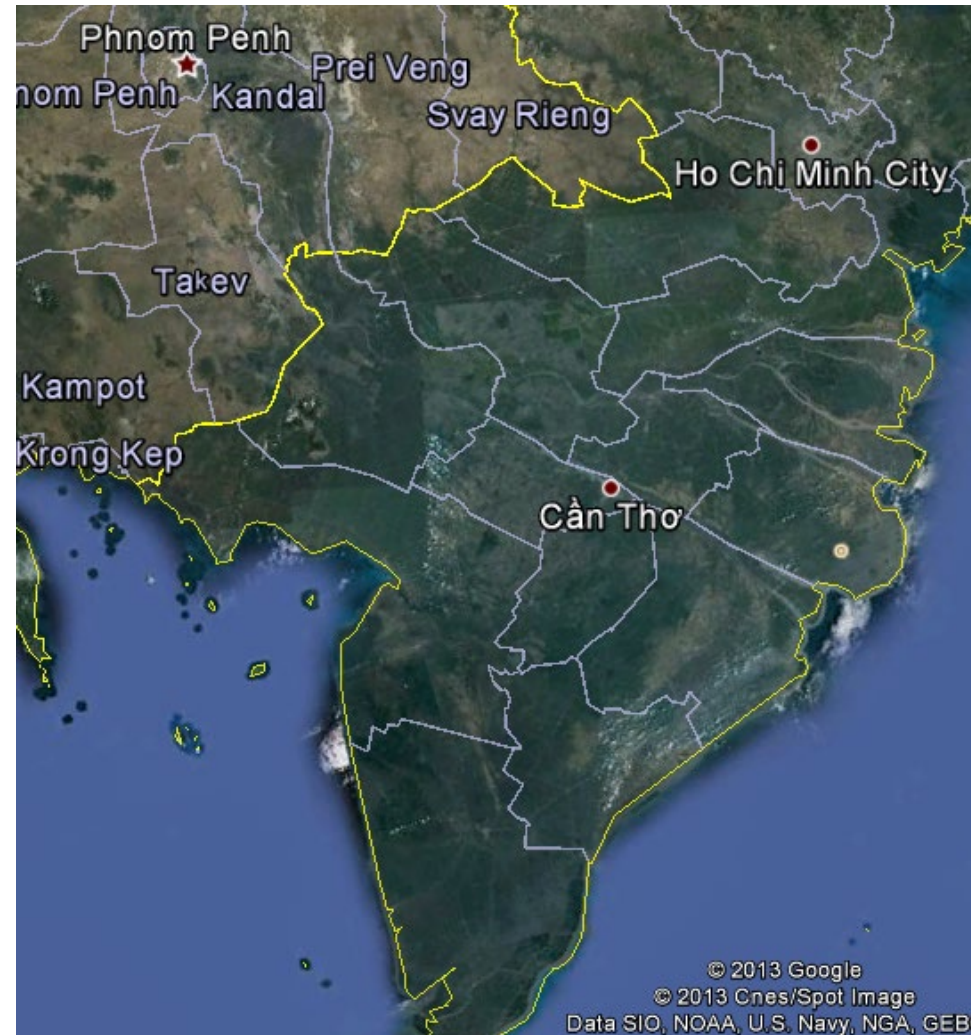 Phnom Penh
Prei Veng
nom Penh
Kandal
Svay Rieng
Ho Chi Minh City
Takev
Kampot
Krong Kep
Cần Thơ
© 2013 Google
© 2013 Cnes/Spot Image
Data SIO, NOAA, U.S. Navy, NGA, GEB